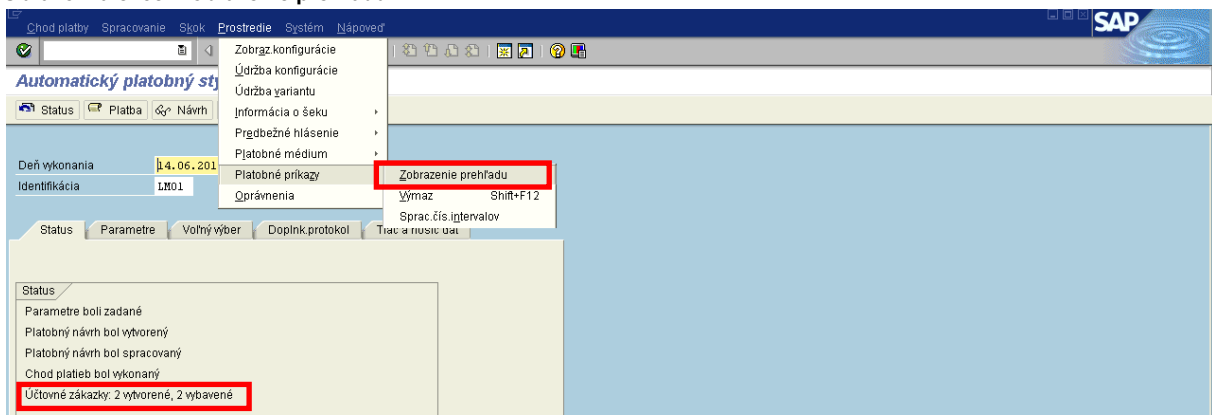 Chod platby Spracovanie Skok Prostredie Systém Nápoveď
SAP
Zobraz.konfigurácie
Údržba konfigurácie
Údržba variantu
Informácia o šeku
Predbežné hlásenie
Platobné médium
Platobné príkazy
Oprávnenia
Zobrazenie prehľadu
Výmaz Shift+F12
Sprac.čís.intervalov
Automatický platobný sty
Status Platba Návrh
Deň vykonania 14.06.201
Identifikácia LM01
Status Parametre Voľný výber Doplnk.protokol Tlač a nosič dát
Status
Parametre boli zadané
Platobný návrh bol vytvorený
Platobný návrh bol spracovaný
Chod platieb bol vykonaný
Účtovné zákazky: 2 vytvorené, 2 vybavené